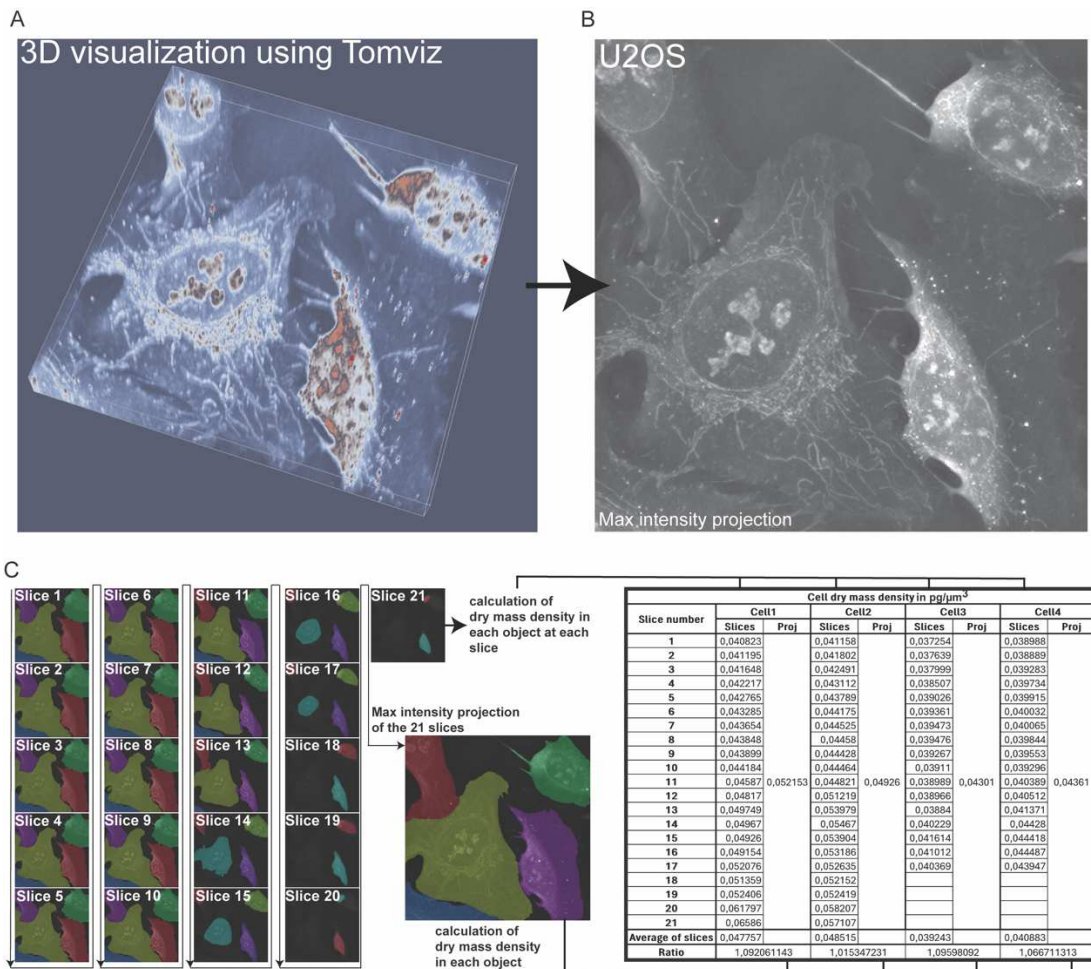 A
3D visualization using Tomviz
B
U2OS
Max intensity projection
C
Slice 1
Slice 6
Slice 11
Slice 16
Slice 21
Slice 2
Slice 7
Slice 12
Slice 17
Slice 3
Slice 8
Slice 13
Slice 18
Slice 4
Slice 9
Slice 14
Slice 19
Slice 5
Slice 10
Slice 15
Slice 20
calculation of
dry mass density in
each object at each
slice
Max intensity projection
of the 21 slices
calculation of
dry mass density
in each object
Cell dry mass density in pg/µm³
Slice number Cell1 Cell2 Cell3 Cell4
Slices Proj Slices Proj Slices Proj Slices Proj
1 0,040823 0,041158 0,037254 0,038988
2 0,041195 0,041802 0,037639 0,038889
3 0,041648 0,042491 0,037999 0,039283
4 0,042217 0,043112 0,038507 0,039734
5 0,042765 0,043789 0,039026 0,039915
6 0,043285 0,044175 0,039361 0,040032
7 0,043654 0,044525 0,039473 0,040065
8 0,043848 0,04458 0,039476 0,039844
9 0,043899 0,044428 0,039267 0,039553
10 0,044184 0,044464 0,03911 0,039296
11 0,04587 0,052153 0,044821 0,04926 0,038989 0,04301 0,040389 0,04361
12 0,04817 0,051219 0,038966 0,040512
13 0,049749 0,053979 0,03884 0,041371
14 0,04967 0,05467 0,040229 0,04428
15 0,04926 0,053904 0,041614 0,044418
16 0,049154 0,053186 0,041012 0,044487
17 0,052076 0,052635 0,040369 0,043947
18 0,051359 0,052152
19 0,052406 0,052419
20 0,061797 0,058207
21 0,06586 0,057107
Average of slices 0,047757 0,048515 0,039243 0,040883
Ratio 1,092061143 1,015347231 1,09598092 1,066711313